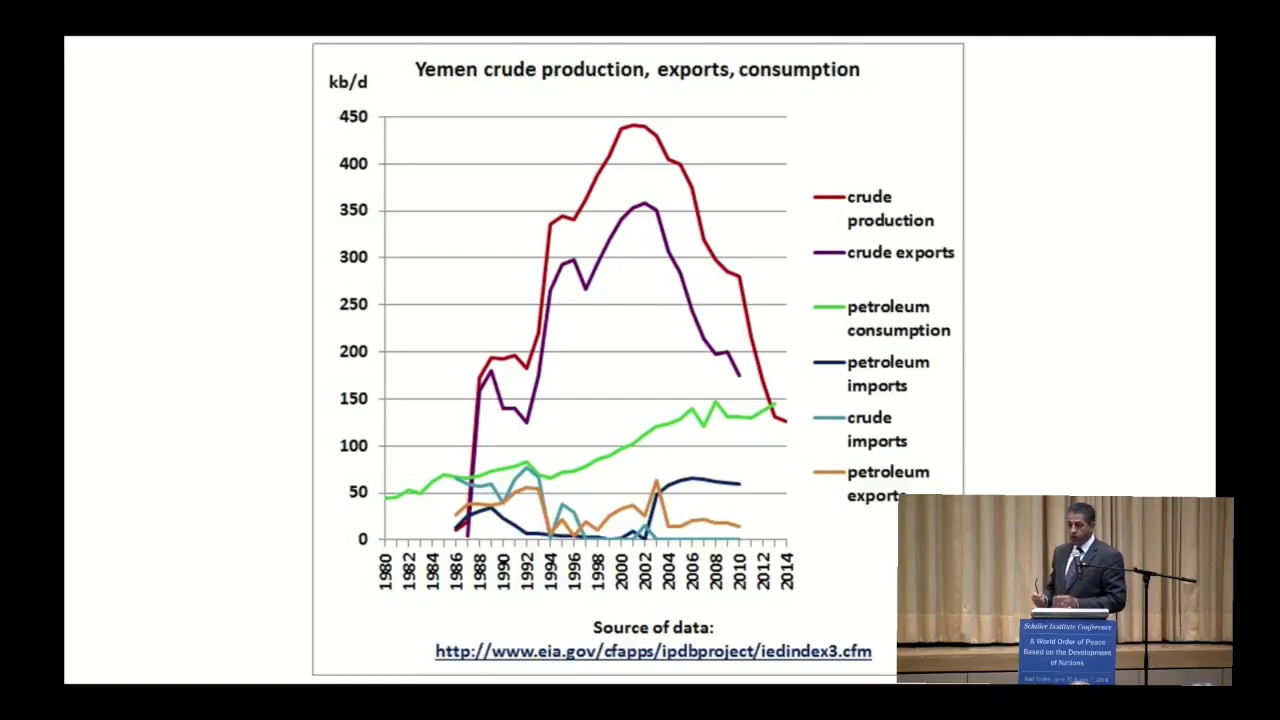 Yemen crude production, exports, consumption
kb/d
450
400
350
300
250
200
150
100
50
0
1980
1982
1984
1986
1988
1990
1992
1994
1996
1998
2000
2002
2004
2006
2008
2010
2012
2014
crude
production
crude exports
petroleum
consumption
petroleum
imports
crude
imports
petroleum
exports
Source of data:
http://www.eia.gov/cfapps/ipdbproject/iedindex3.cfm
Schiller Institute Conference
A World Order of Peace
Based on the Development
of Nations